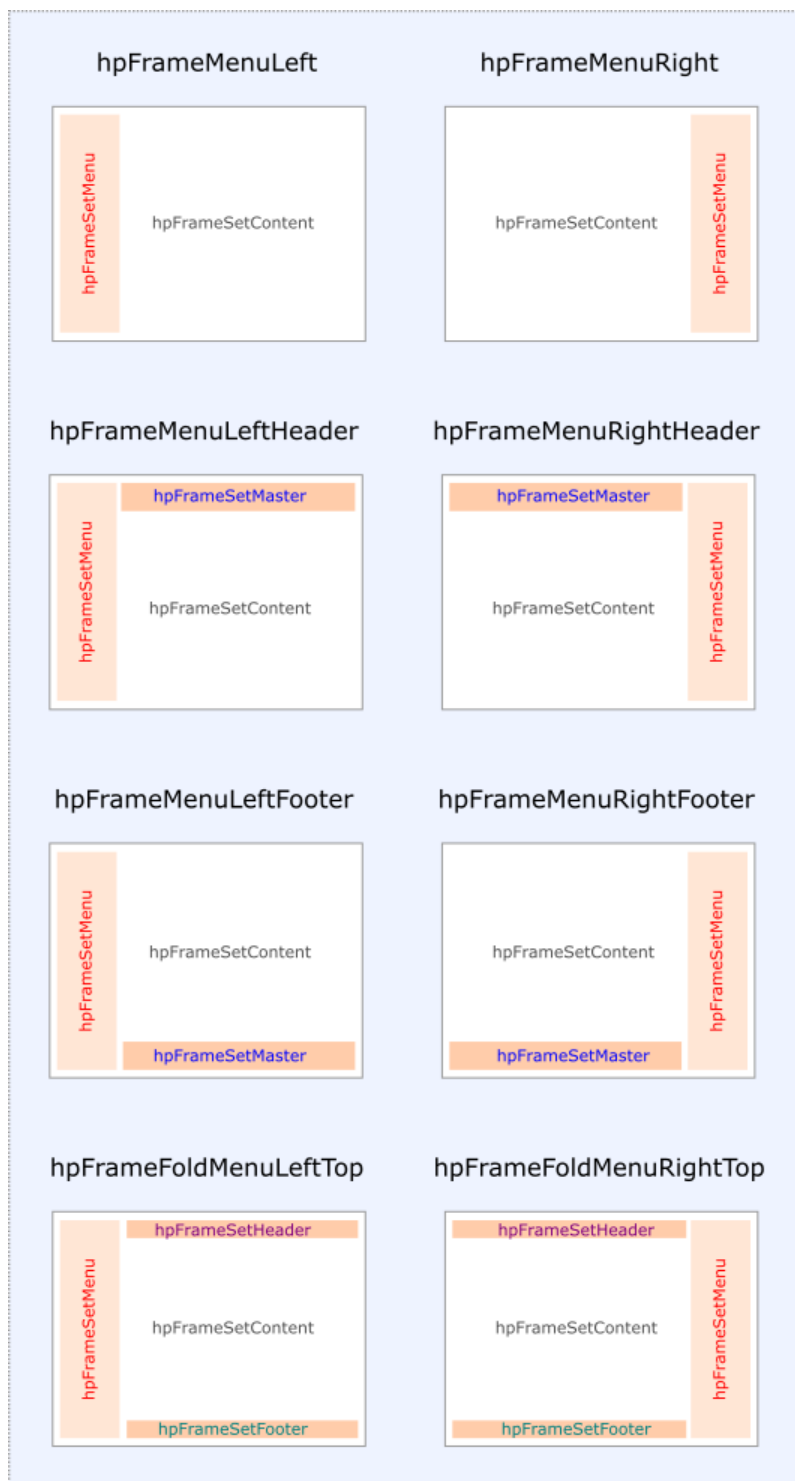 hpFrameMenuLeft
hpFrameSetMenu
hpFrameSetContent
hpFrameMenuRight
hpFrameSetContent
hpFrameSetMenu
hpFrameMenuLeftHeader
hpFrameSetMenu
hpFrameSetMaster
hpFrameSetContent
hpFrameMenuRightHeader
hpFrameSetMaster
hpFrameSetContent
hpFrameSetMenu
hpFrameMenuLeftFooter
hpFrameSetMenu
hpFrameSetContent
hpFrameSetMaster
hpFrameMenuRightFooter
hpFrameSetContent
hpFrameSetMaster
hpFrameSetMenu
hpFrameFoldMenuLeftTop
hpFrameSetMenu
hpFrameSetHeader
hpFrameSetContent
hpFrameSetFooter
hpFrameFoldMenuRightTop
hpFrameSetHeader
hpFrameSetContent
hpFrameSetFooter
hpFrameSetMenu